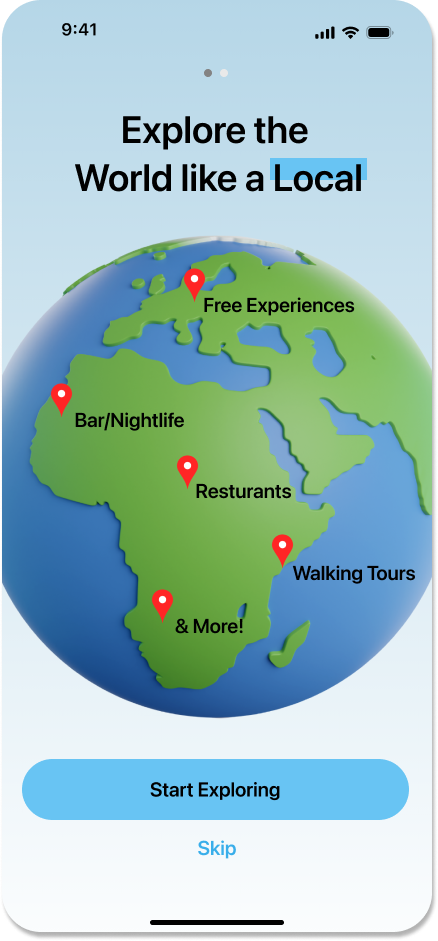 9:41
Explore the
World like a Local
Free Experiences
Bar/Nightlife
Resturants
Walking Tours
& More!
Start Exploring
Skip